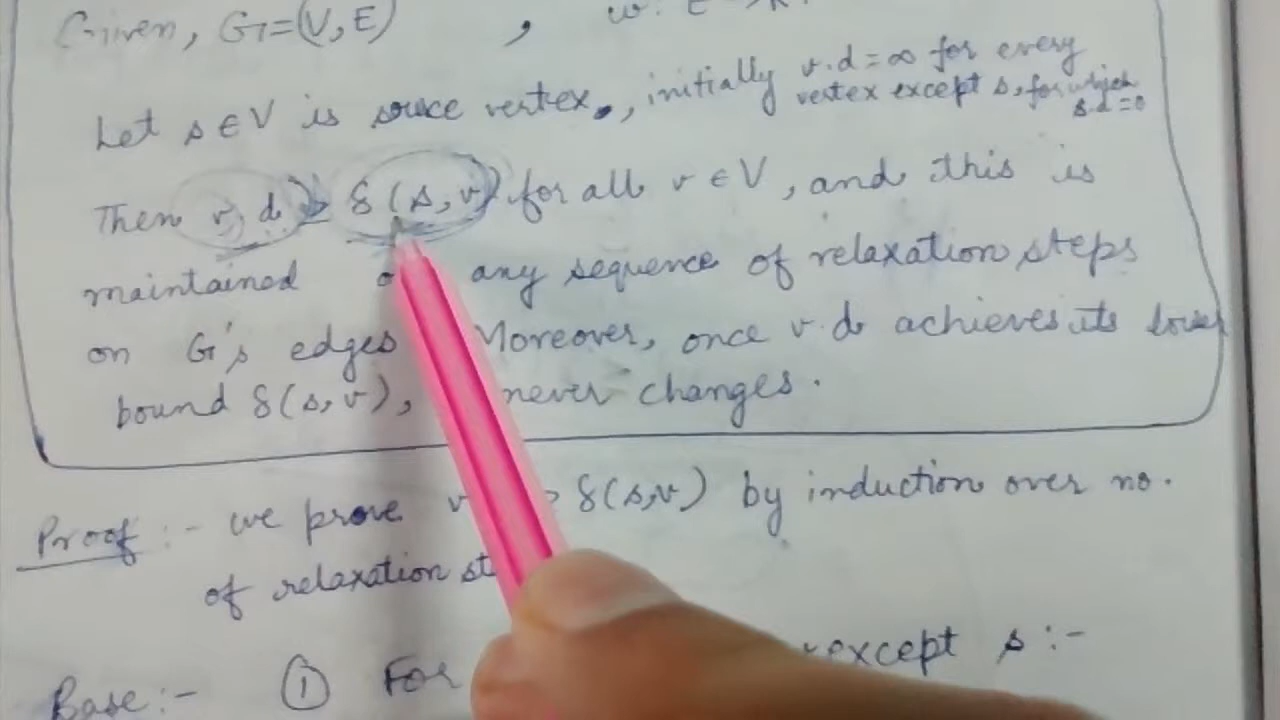 Given, G=(V,E) , w: E→R.
Let s∈V is source vertex, initially v.d=∞ for every
vertex except s, for which
s.d=0
Then v.d ≥ δ(s,v) for all v∈V, and this is
maintained any sequence of relaxation steps
on G's edges Moreover, once v.d achieves its lower
bound δ(s,v), never changes.
Proof :- we prove v δ(s,v) by induction over no.
of relaxation st
Base :- ① For except s :-